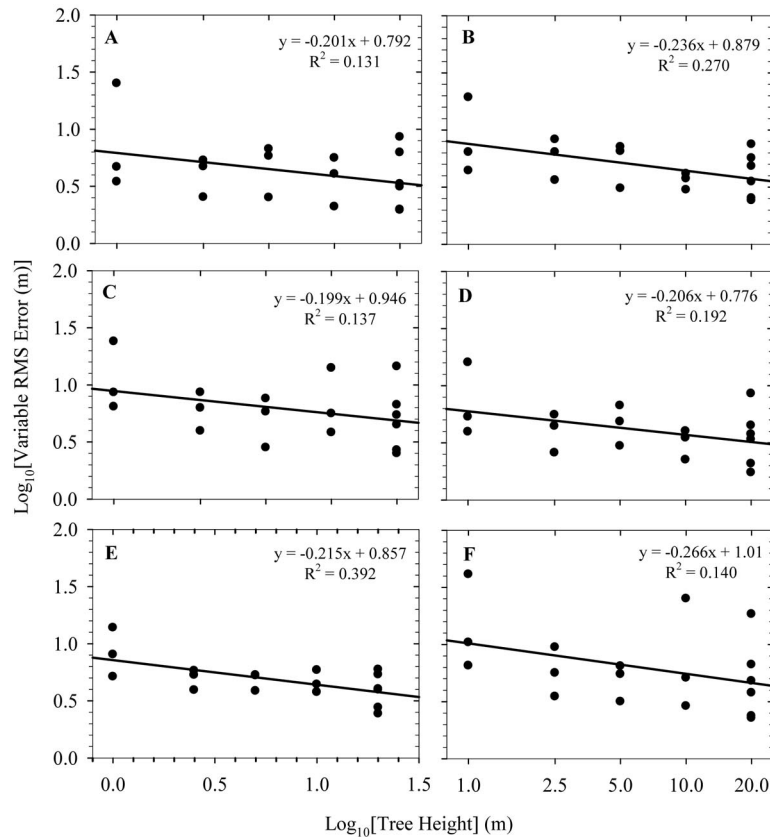 2.0
1.5
1.0
0.5
0.0
A
y = -0.201x + 0.792
R² = 0.131
B
y = -0.236x + 0.879
R² = 0.270
2.0
1.5
1.0
0.5
0.0
C
y = -0.199x + 0.946
R² = 0.137
D
y = -0.206x + 0.776
R² = 0.192
2.0
1.5
1.0
0.5
0.0
E
y = -0.215x + 0.857
R² = 0.392
F
y = -0.266x + 1.01
R² = 0.140
0.0 0.5 1.0 1.5
1.0 2.5 5.0 10.0 20.0
Log₁₀[Variable RMS Error (m)]
Log₁₀[Tree Height] (m)